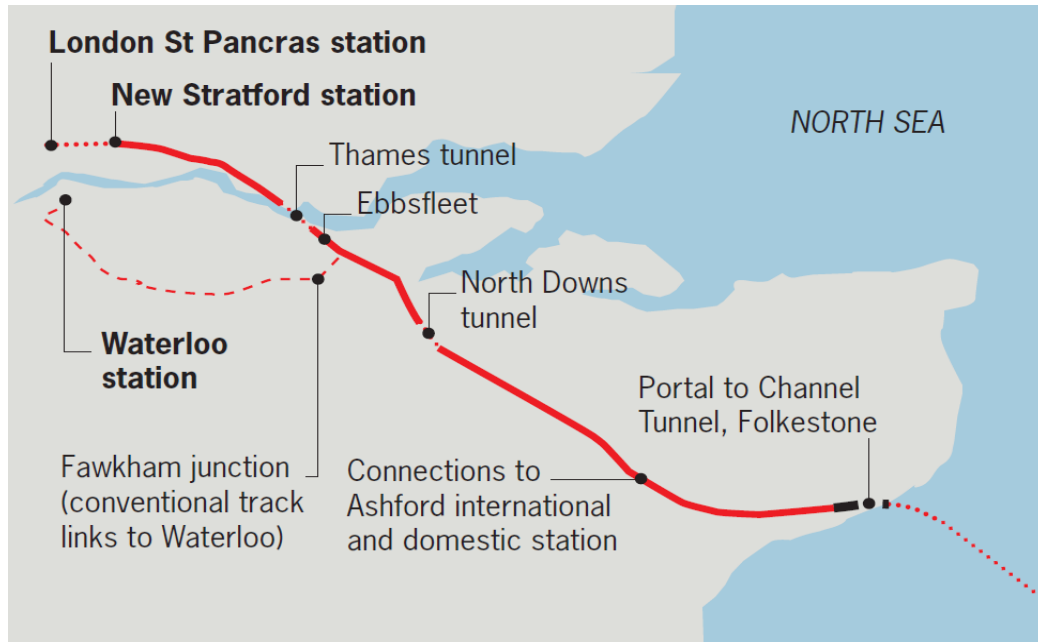 London St Pancras station
New Stratford station
NORTH SEA
Thames tunnel
Ebbsfleet
North Downs
tunnel
Waterloo
station
Portal to Channel
Tunnel, Folkestone
Fawkham junction
(conventional track
links to Waterloo)
Connections to
Ashford international
and domestic station